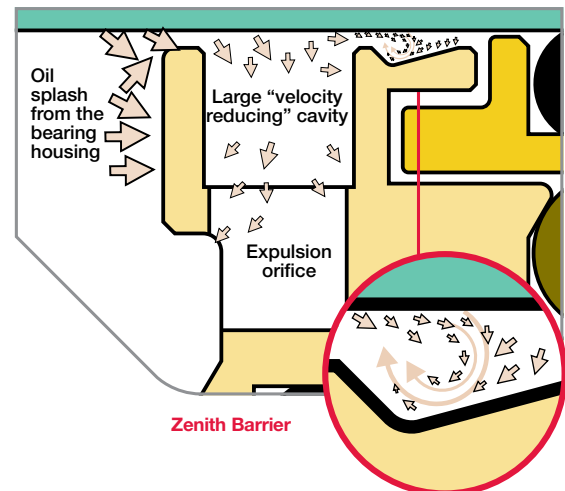 Oil
splash
from the
bearing
housing
Large “velocity
reducing” cavity
Expulsion
orifice
Zenith Barrier